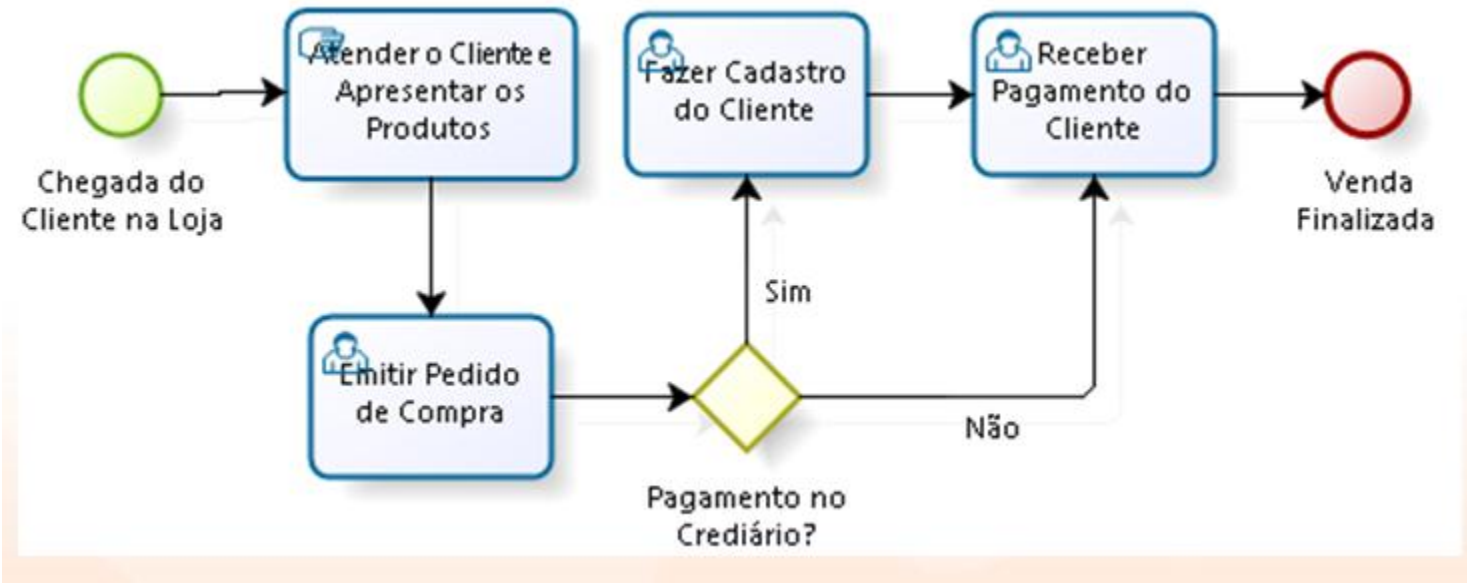 Chegada do
Cliente na Loja
Atender o Cliente e
Apresentar os
Produtos
Emitir Pedido
de Compra
Pagamento no
Crediário?
Sim
Não
Fazer Cadastro
do Cliente
Receber
Pagamento do
Cliente
Venda
Finalizada